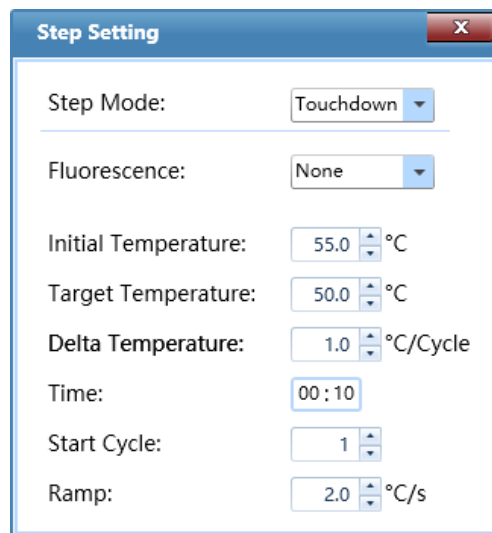 Step Setting x
Step Mode: Touchdown
Fluorescence: None
Initial Temperature: 55.0 °C
Target Temperature: 50.0 °C
Delta Temperature: 1.0 °C/Cycle
Time: 00:10
Start Cycle: 1
Ramp: 2.0 °C/s